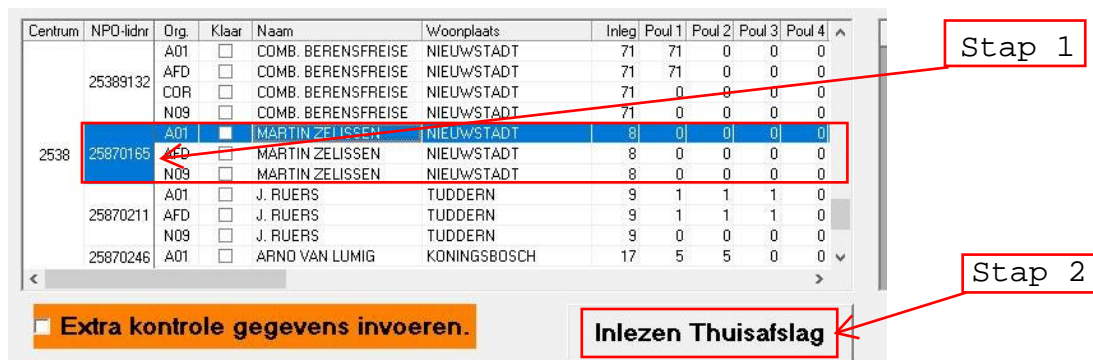 Centrum NPO-lidnr Org. Klaar Naam Woonplaats Inleg Poul 1 Poul 2 Poul 3 Poul 4
A01 COMB. BERENSFREISE NIEUWSTADT 71 71 0 0 0
25389132 AFD COMB. BERENSFREISE NIEUWSTADT 71 71 0 0 0
COR COMB. BERENSFREISE NIEUWSTADT 71 0 0 0 0
N09 COMB. BERENSFREISE NIEUWSTADT 71 0 0 0 0
A01 MARTIN ZELISSEN NIEUWSTADT 8 0 0 0 0
2538 25870165 AFD MARTIN ZELISSEN NIEUWSTADT 8 0 0 0 0
N09 MARTIN ZELISSEN NIEUWSTADT 8 0 0 0 0
A01 J. RUERS TUDDERN 9 1 1 1 0
25870211 AFD J. RUERS TUDDERN 9 1 1 1 0
N09 J. RUERS TUDDERN 9 0 0 0 0
25870246 A01 ARNO VAN LUMIG KONINGSBOSCH 17 5 5 0 0
Stap 1
Stap 2
Extra kontrole gegevens invoeren.
Inlezen Thuisafslag